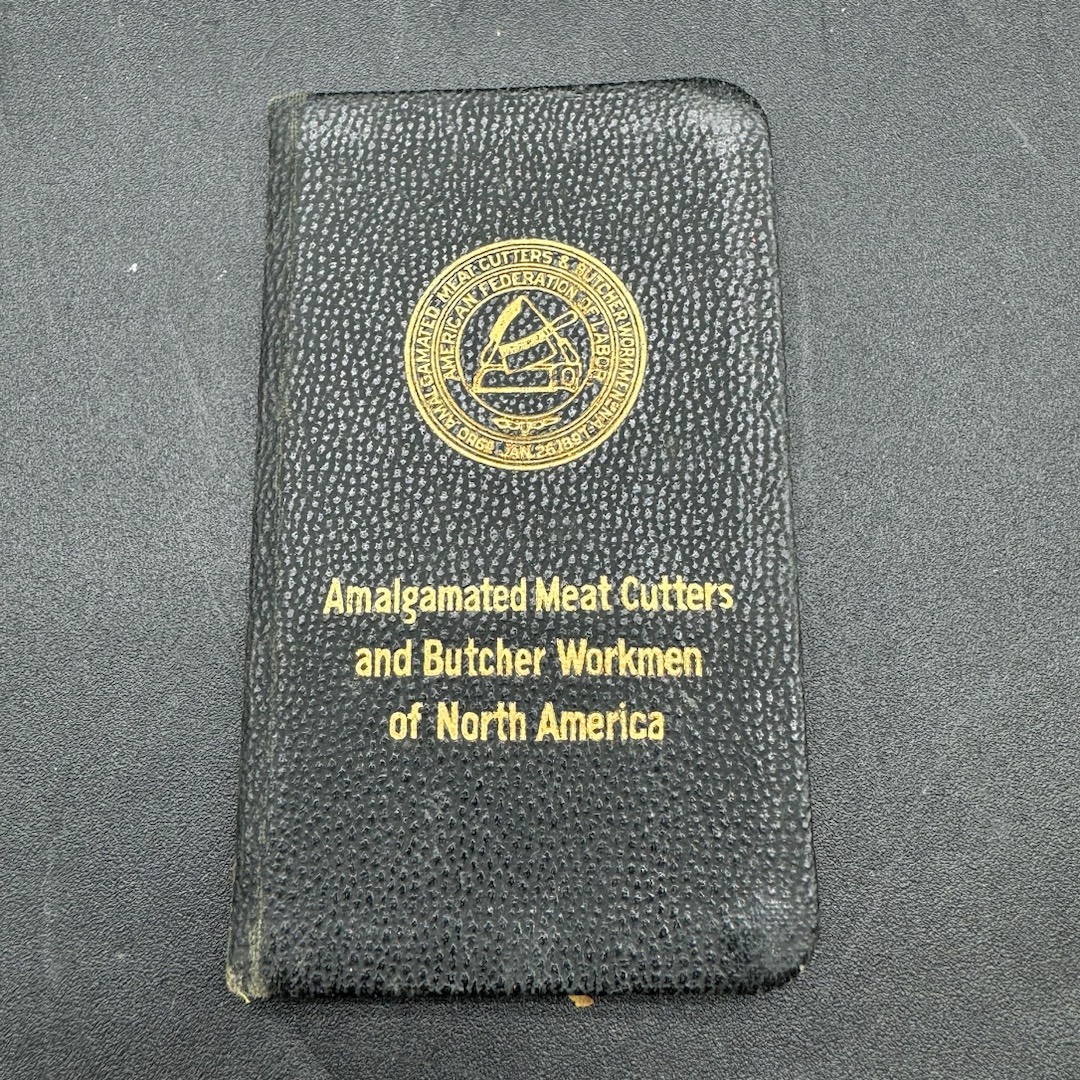 AMALGAMATED MEAT CUTTERS & BUTCHER WORKMEN OF N.A.
AMERICAN FEDERATION OF LABOR
ORG'D JAN. 26, 1897
Amalgamated Meat Cutters
and Butcher Workmen
of North America